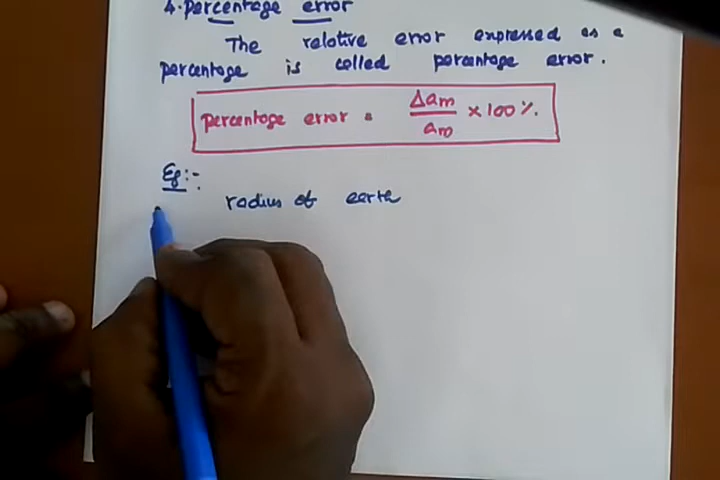 4. Percentage error
The relative error expressed as a
percentage is called percentage error.
Percentage error = Δam/am × 100%.
Eg:-
radius of earth